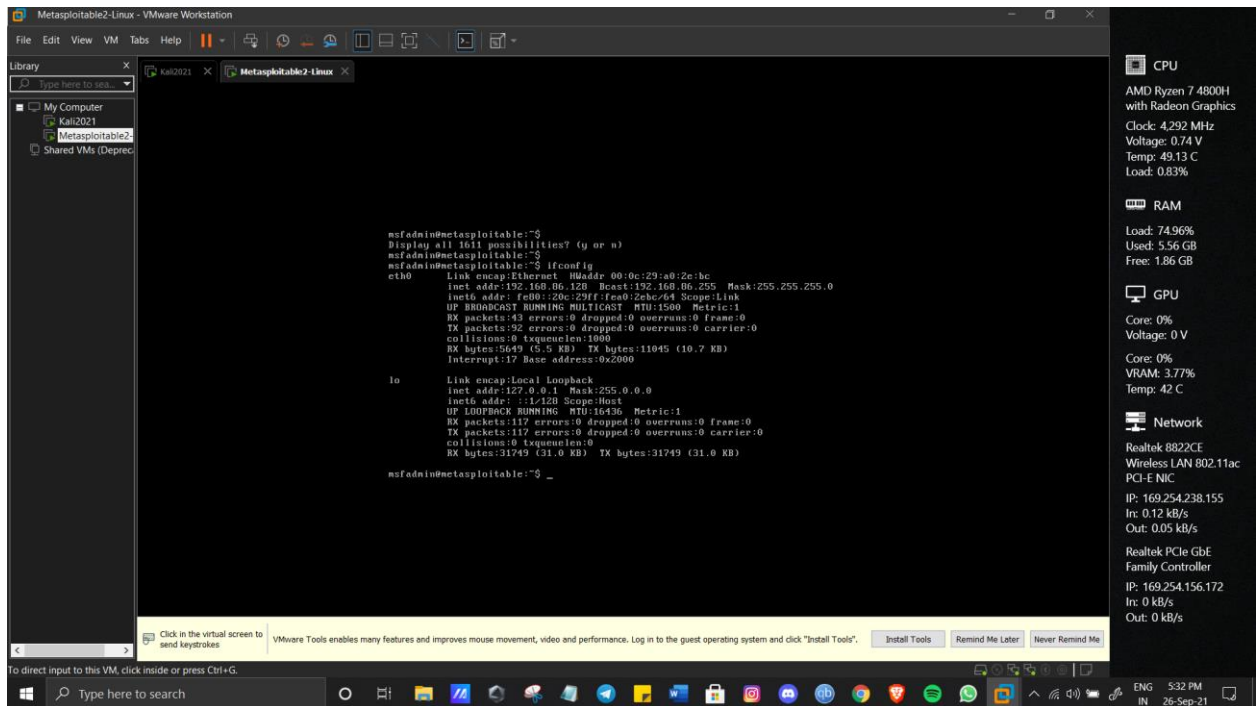 Metasploitable2-Linux - VMware Workstation
File Edit View VM Tabs Help
Library
Type here to sea...
My Computer
Kali2021
Metasploitable2-
Shared VMs (Deprec
Kali2021
Metasploitable2-Linux
msfadmin@metasploitable:~$
Display all 1611 possibilities? (y or n)
msfadmin@metasploitable:~$
msfadmin@metasploitable:~$ ifconfig
eth0 Link encap:Ethernet HWaddr 00:0c:29:a0:2e:bc
inet addr:192.168.86.128 Bcast:192.168.86.255 Mask:255.255.255.0
inet6 addr: fe80::20c:29ff:fea0:2ebc/64 Scope:Link
UP BROADCAST RUNNING MULTICAST MTU:1500 Metric:1
RX packets:43 errors:0 dropped:0 overruns:0 frame:0
TX packets:92 errors:0 dropped:0 overruns:0 carrier:0
collisions:0 txqueuelen:1000
RX bytes:5649 (5.5 KB) TX bytes:11045 (10.7 KB)
Interrupt:17 Base address:0x2000
lo Link encap:Local Loopback
inet addr:127.0.0.1 Mask:255.0.0.0
inet6 addr: ::1/128 Scope:Host
UP LOOPBACK RUNNING MTU:16436 Metric:1
RX packets:117 errors:0 dropped:0 overruns:0 frame:0
TX packets:117 errors:0 dropped:0 overruns:0 carrier:0
collisions:0 txqueuelen:0
RX bytes:31749 (31.0 KB) TX bytes:31749 (31.0 KB)
msfadmin@metasploitable:~$ _
Click in the virtual screen to
send keystrokes
VMware Tools enables many features and improves mouse movement, video and performance. Log in to the guest operating system and click "Install Tools".
Install Tools
Remind Me Later
Never Remind Me
To direct input to this VM, click inside or press Ctrl+G.
Type here to search
ENG
IN
5:32 PM
26-Sep-21
CPU
AMD Ryzen 7 4800H
with Radeon Graphics
Clock: 4,292 MHz
Voltage: 0.74 V
Temp: 49.13 C
Load: 0.83%
RAM
Load: 74.96%
Used: 5.56 GB
Free: 1.86 GB
GPU
Core: 0%
Voltage: 0 V
Core: 0%
VRAM: 3.77%
Temp: 42 C
Network
Realtek 8822CE
Wireless LAN 802.11ac
PCI-E NIC
IP: 169.254.238.155
In: 0.12 kB/s
Out: 0.05 kB/s
Realtek PCIe GbE
Family Controller
IP: 169.254.156.172
In: 0 kB/s
Out: 0 kB/s